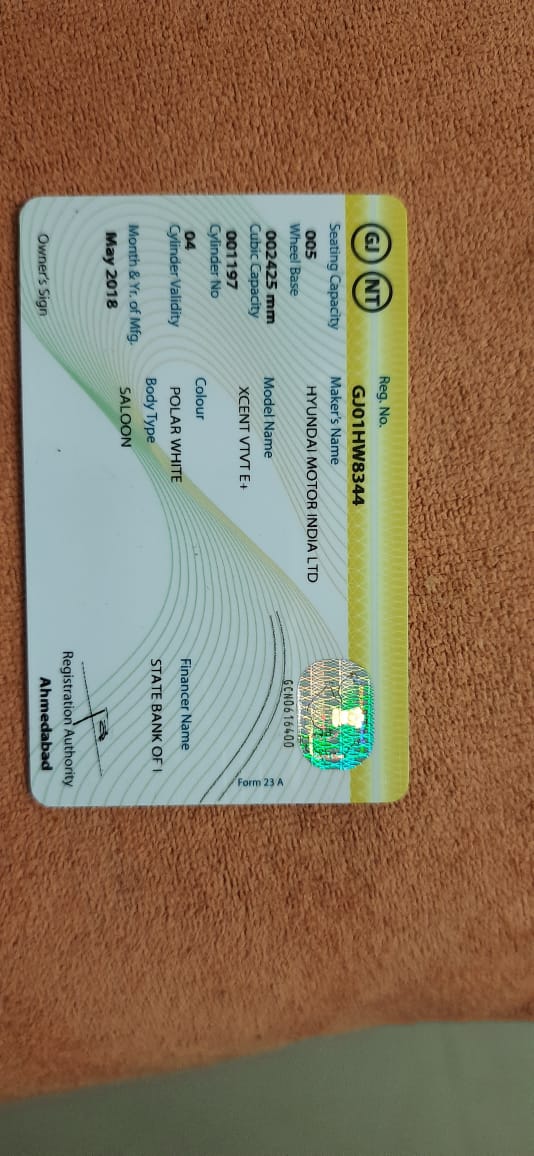 GJ NT
Reg. No.
GJ01HW8344
Seating Capacity
005
Maker's Name
HYUNDAI MOTOR INDIA LTD
Wheel Base
002425 mm
Model Name
XCENT VTVT E+
Cubic Capacity
001197
Cylinder No
04
Colour
POLAR WHITE
Cylinder Validity
Body Type
SALOON
Month & Yr. of Mfg.
May 2018
Financer Name
STATE BANK OF I
GCN0616400
Form 23 A
Owner's Sign
Registration Authority
Ahmedabad